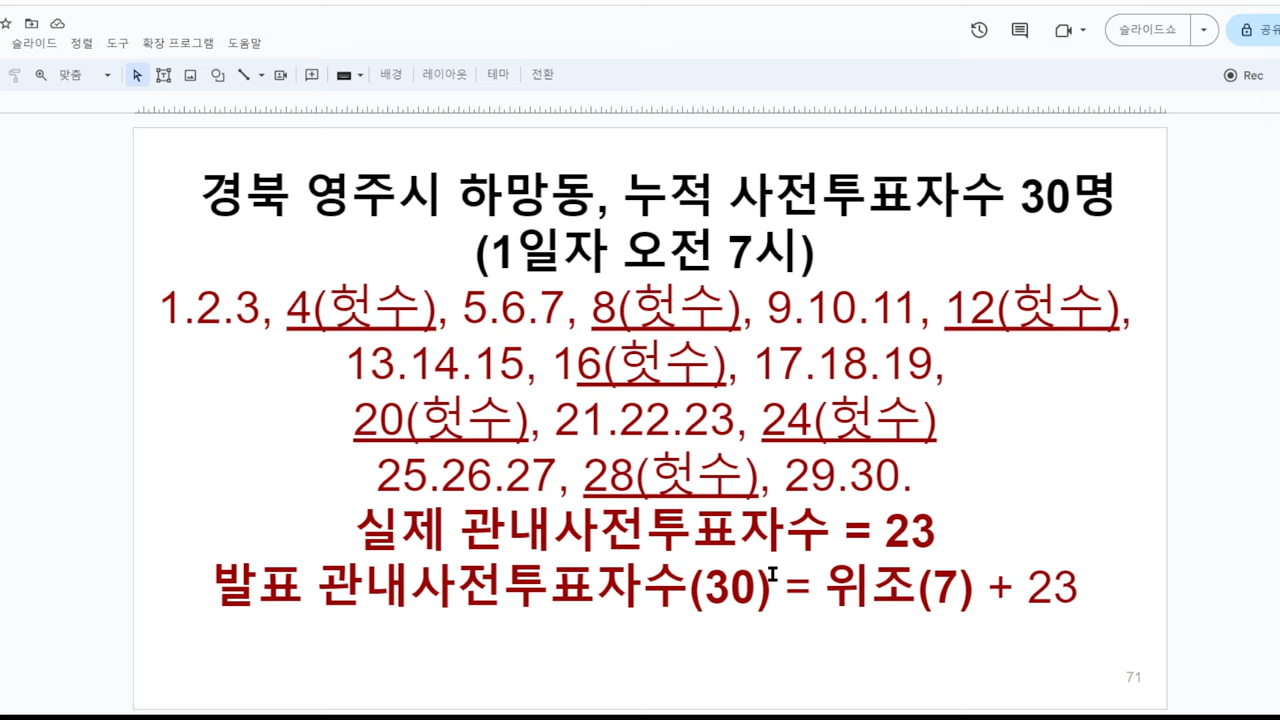 슬라이드 정렬 도구 확장 프로그램 도움말
슬라이드쇼
공유
맞춤
배경 레이아웃 테마 전환
Rec
경북 영주시 하망동, 누적 사전투표자수 30명
(1일자 오전 7시)
1.2.3, 4(헛수), 5.6.7, 8(헛수), 9.10.11, 12(헛수),
13.14.15, 16(헛수), 17.18.19,
20(헛수), 21.22.23, 24(헛수)
25.26.27, 28(헛수), 29.30.
실제 관내사전투표자수 = 23
발표 관내사전투표자수(30) = 위조(7) + 23
71